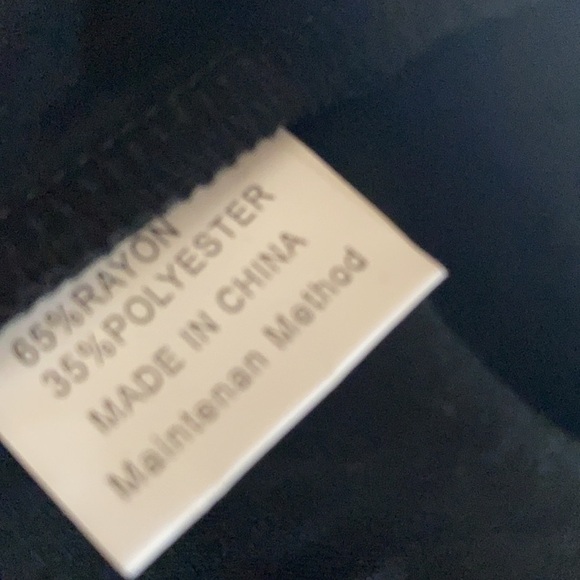 65%RAYON
35%POLYESTER
MADE IN CHINA
Maintenan Method